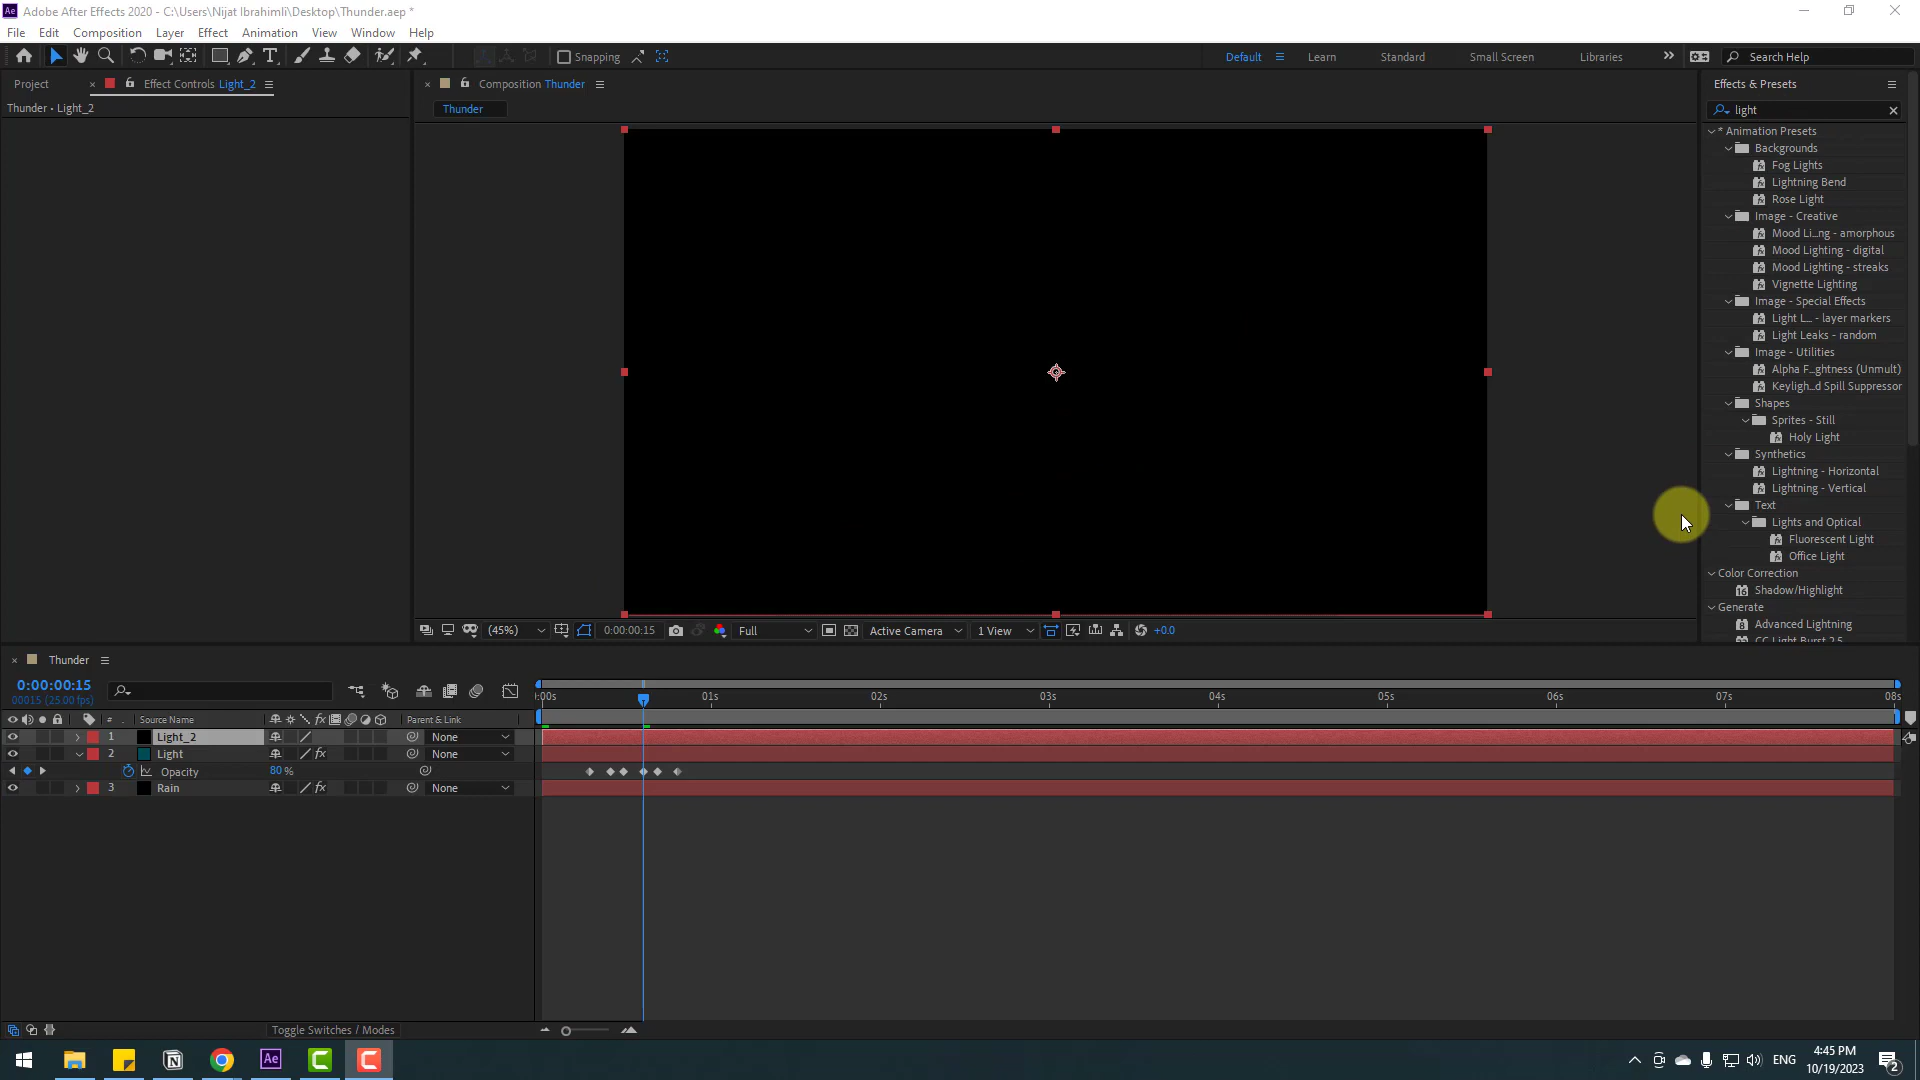 Adobe After Effects 2020 - C:\Users\Nijat Ibrahimli\Desktop\Thunder.aep *
File Edit Composition Layer Effect Animation View Window Help
Snapping
Default Learn Standard Small Screen Libraries
Search Help
Project
Effect Controls Light_2
Thunder • Light_2
Composition Thunder
Thunder
(45%)
0:00:00:15
Full
Active Camera
1 View
+0.0
Effects & Presets
light
* Animation Presets
Backgrounds
Fog Lights
Lightning Bend
Rose Light
Image - Creative
Mood Li...ng - amorphous
Mood Lighting - digital
Mood Lighting - streaks
Vignette Lighting
Image - Special Effects
Light L... - layer markers
Light Leaks - random
Image - Utilities
Alpha F...ghtness (Unmult)
Keyligh...d Spill Suppressor
Shapes
Sprites - Still
Holy Light
Synthetics
Lightning - Horizontal
Lightning - Vertical
Text
Lights and Optical
Fluorescent Light
Office Light
Color Correction
Shadow/Highlight
Generate
Advanced Lightning
CC Light Burst 2.5
Thunder
0:00:00:15
00015 (25.00 fps)
:00s 01s 02s 03s 04s 05s 06s 07s 08s
# Source Name Parent & Link
1 Light_2 None
2 Light None
Opacity 80 %
3 Rain None
Toggle Switches / Modes
ENG
4:45 PM
10/19/2023
2